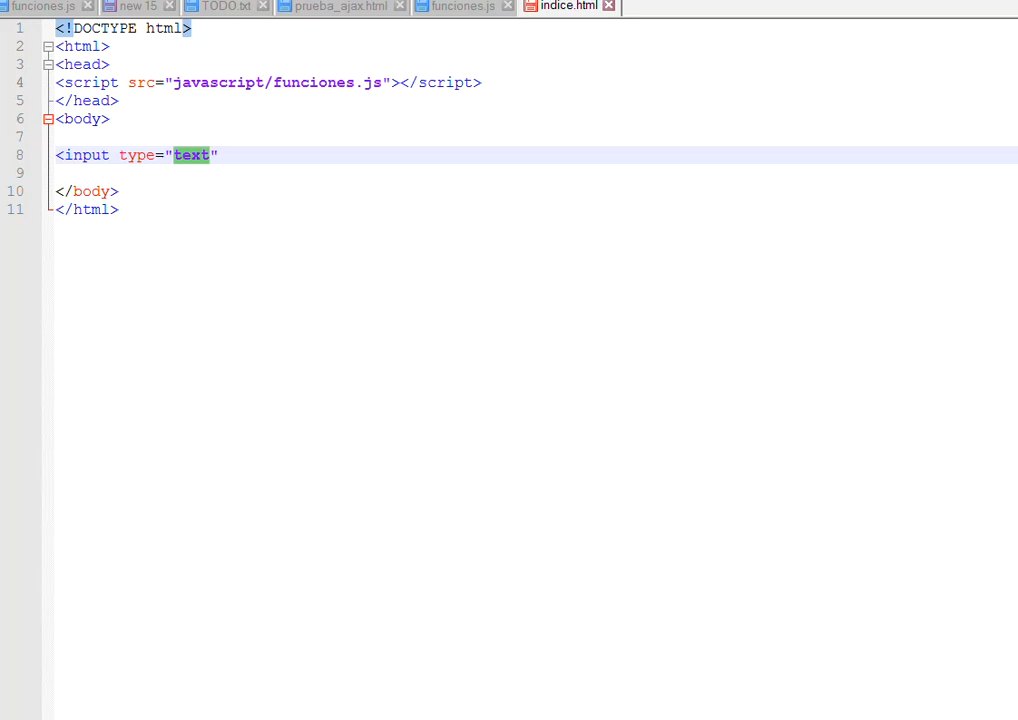 funciones.js new 15 TODO.txt prueba_ajax.html funciones.js indice.html
1 <!DOCTYPE html>
2 <html>
3 <head>
4 <script src="javascript/funciones.js"></script>
5 </head>
6 <body>
7
8 <input type="text"
9
10 </body>
11 </html>